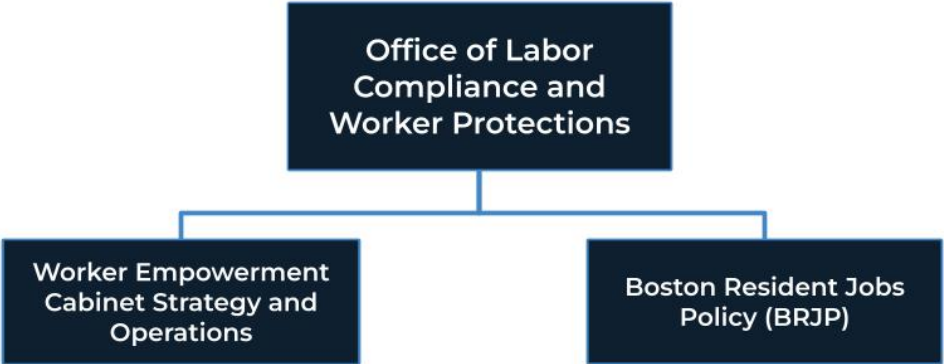 Office of Labor
Compliance and
Worker Protections
Worker Empowerment
Cabinet Strategy and
Operations
Boston Resident Jobs
Policy (BRJP)